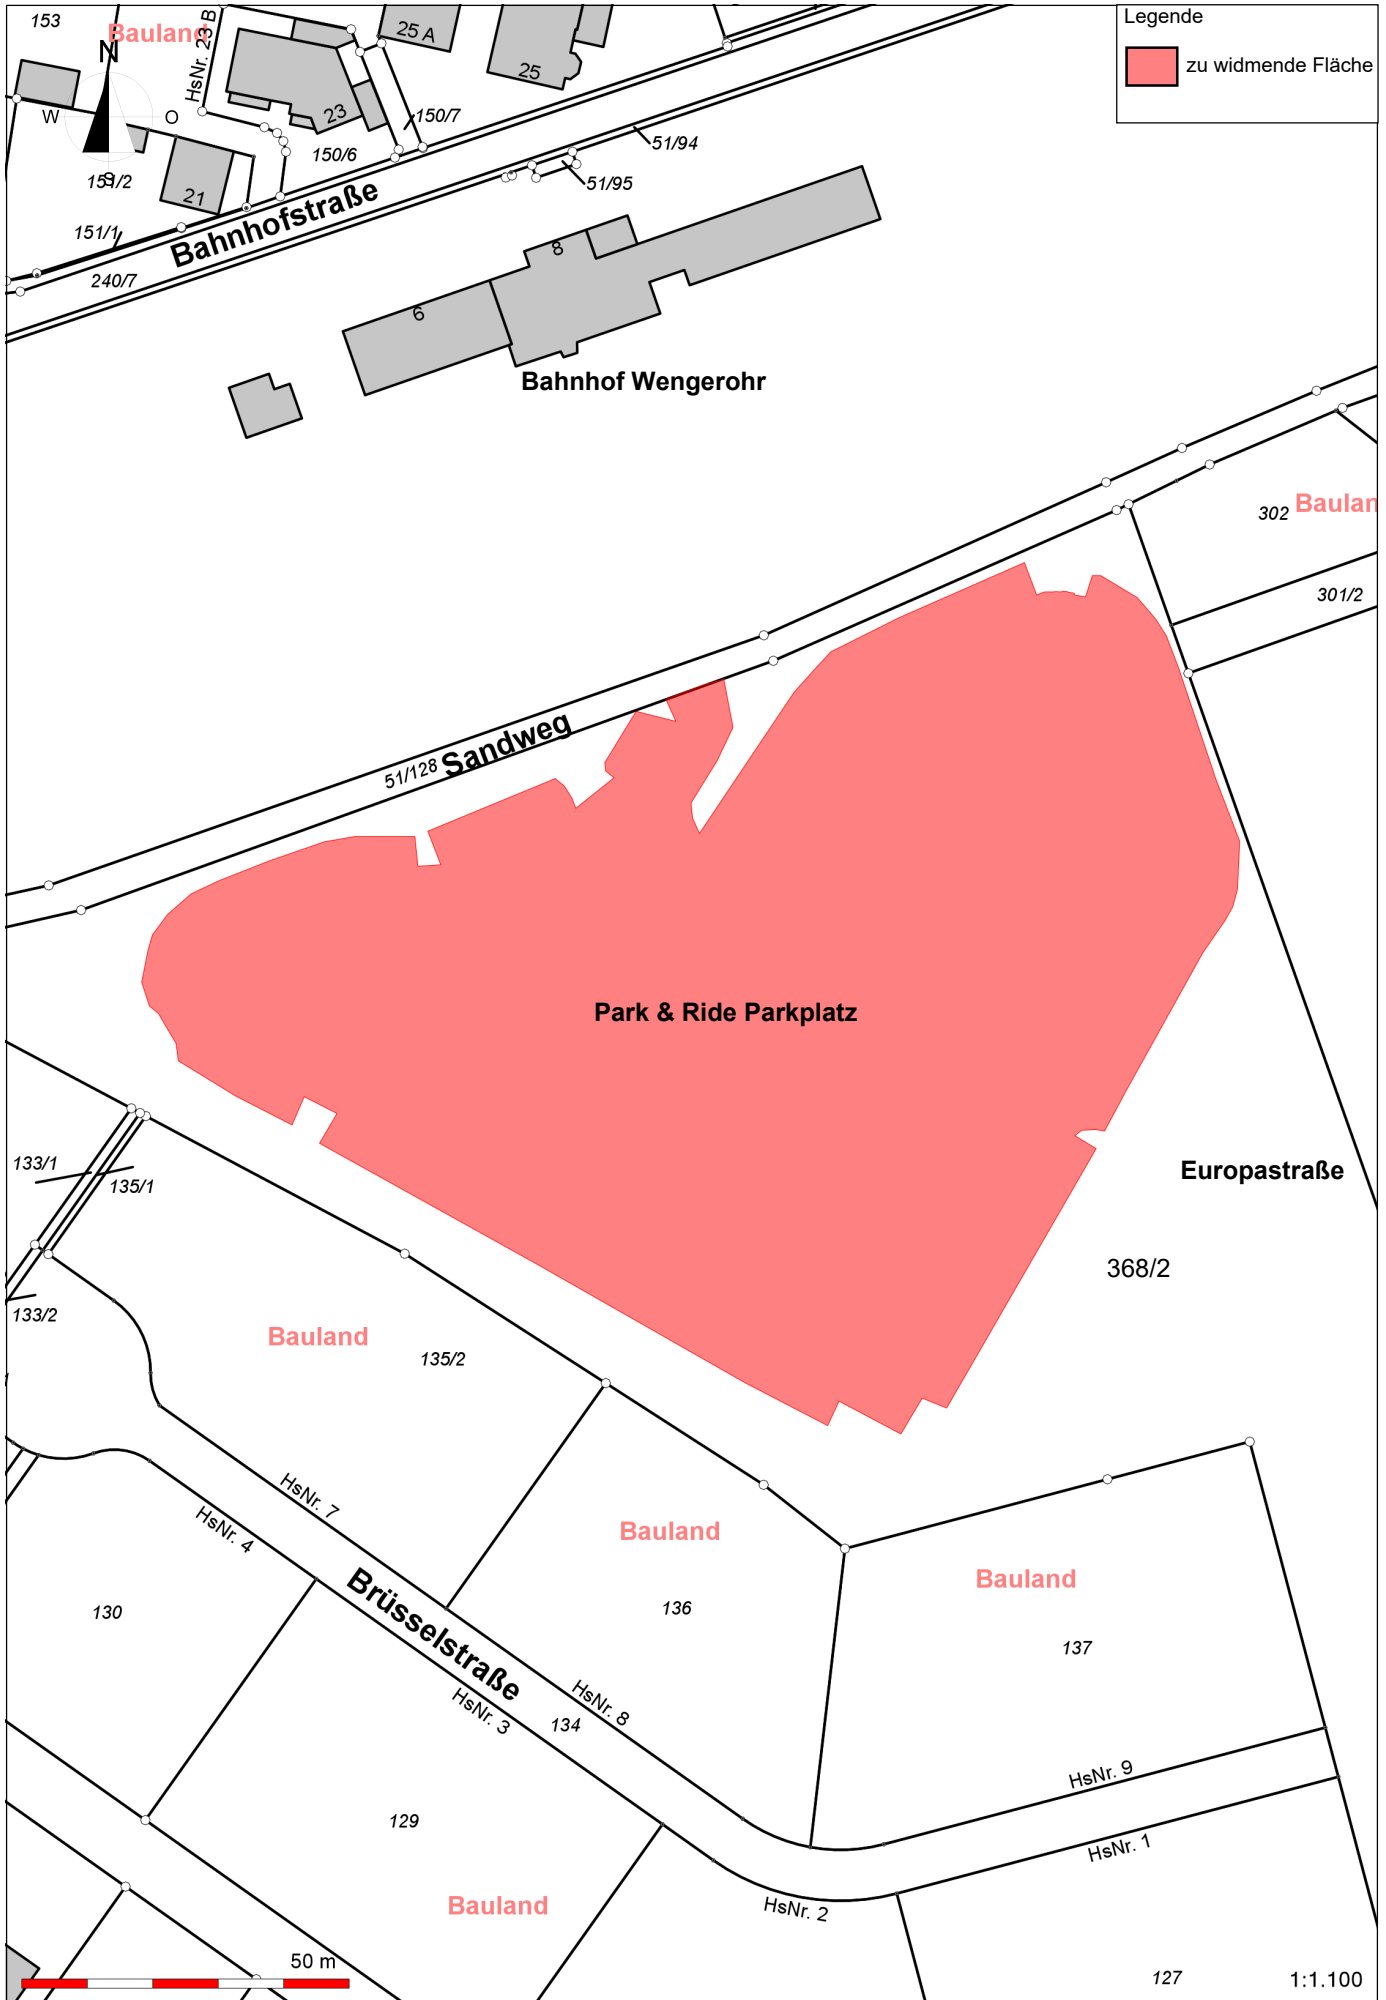 153
Bauland
N
W
O
S
HsNr. 23 B
25 A
25
23
150/7
150/6
151/2
21
151/1
Bahnhofstraße
240/7
51/94
51/95
8
6
Bahnhof Wengerohr
Legende
zu widmende Fläche
302
Baulan
301/2
51/128
Sandweg
Park & Ride Parkplatz
133/1
135/1
Europastraße
368/2
133/2
Bauland
135/2
HsNr. 7
HsNr. 4
Bauland
136
Bauland
137
130
Brüsselstraße
HsNr. 3
134
HsNr. 8
HsNr. 9
HsNr. 1
129
Bauland
HsNr. 2
50 m
127
1:1.100